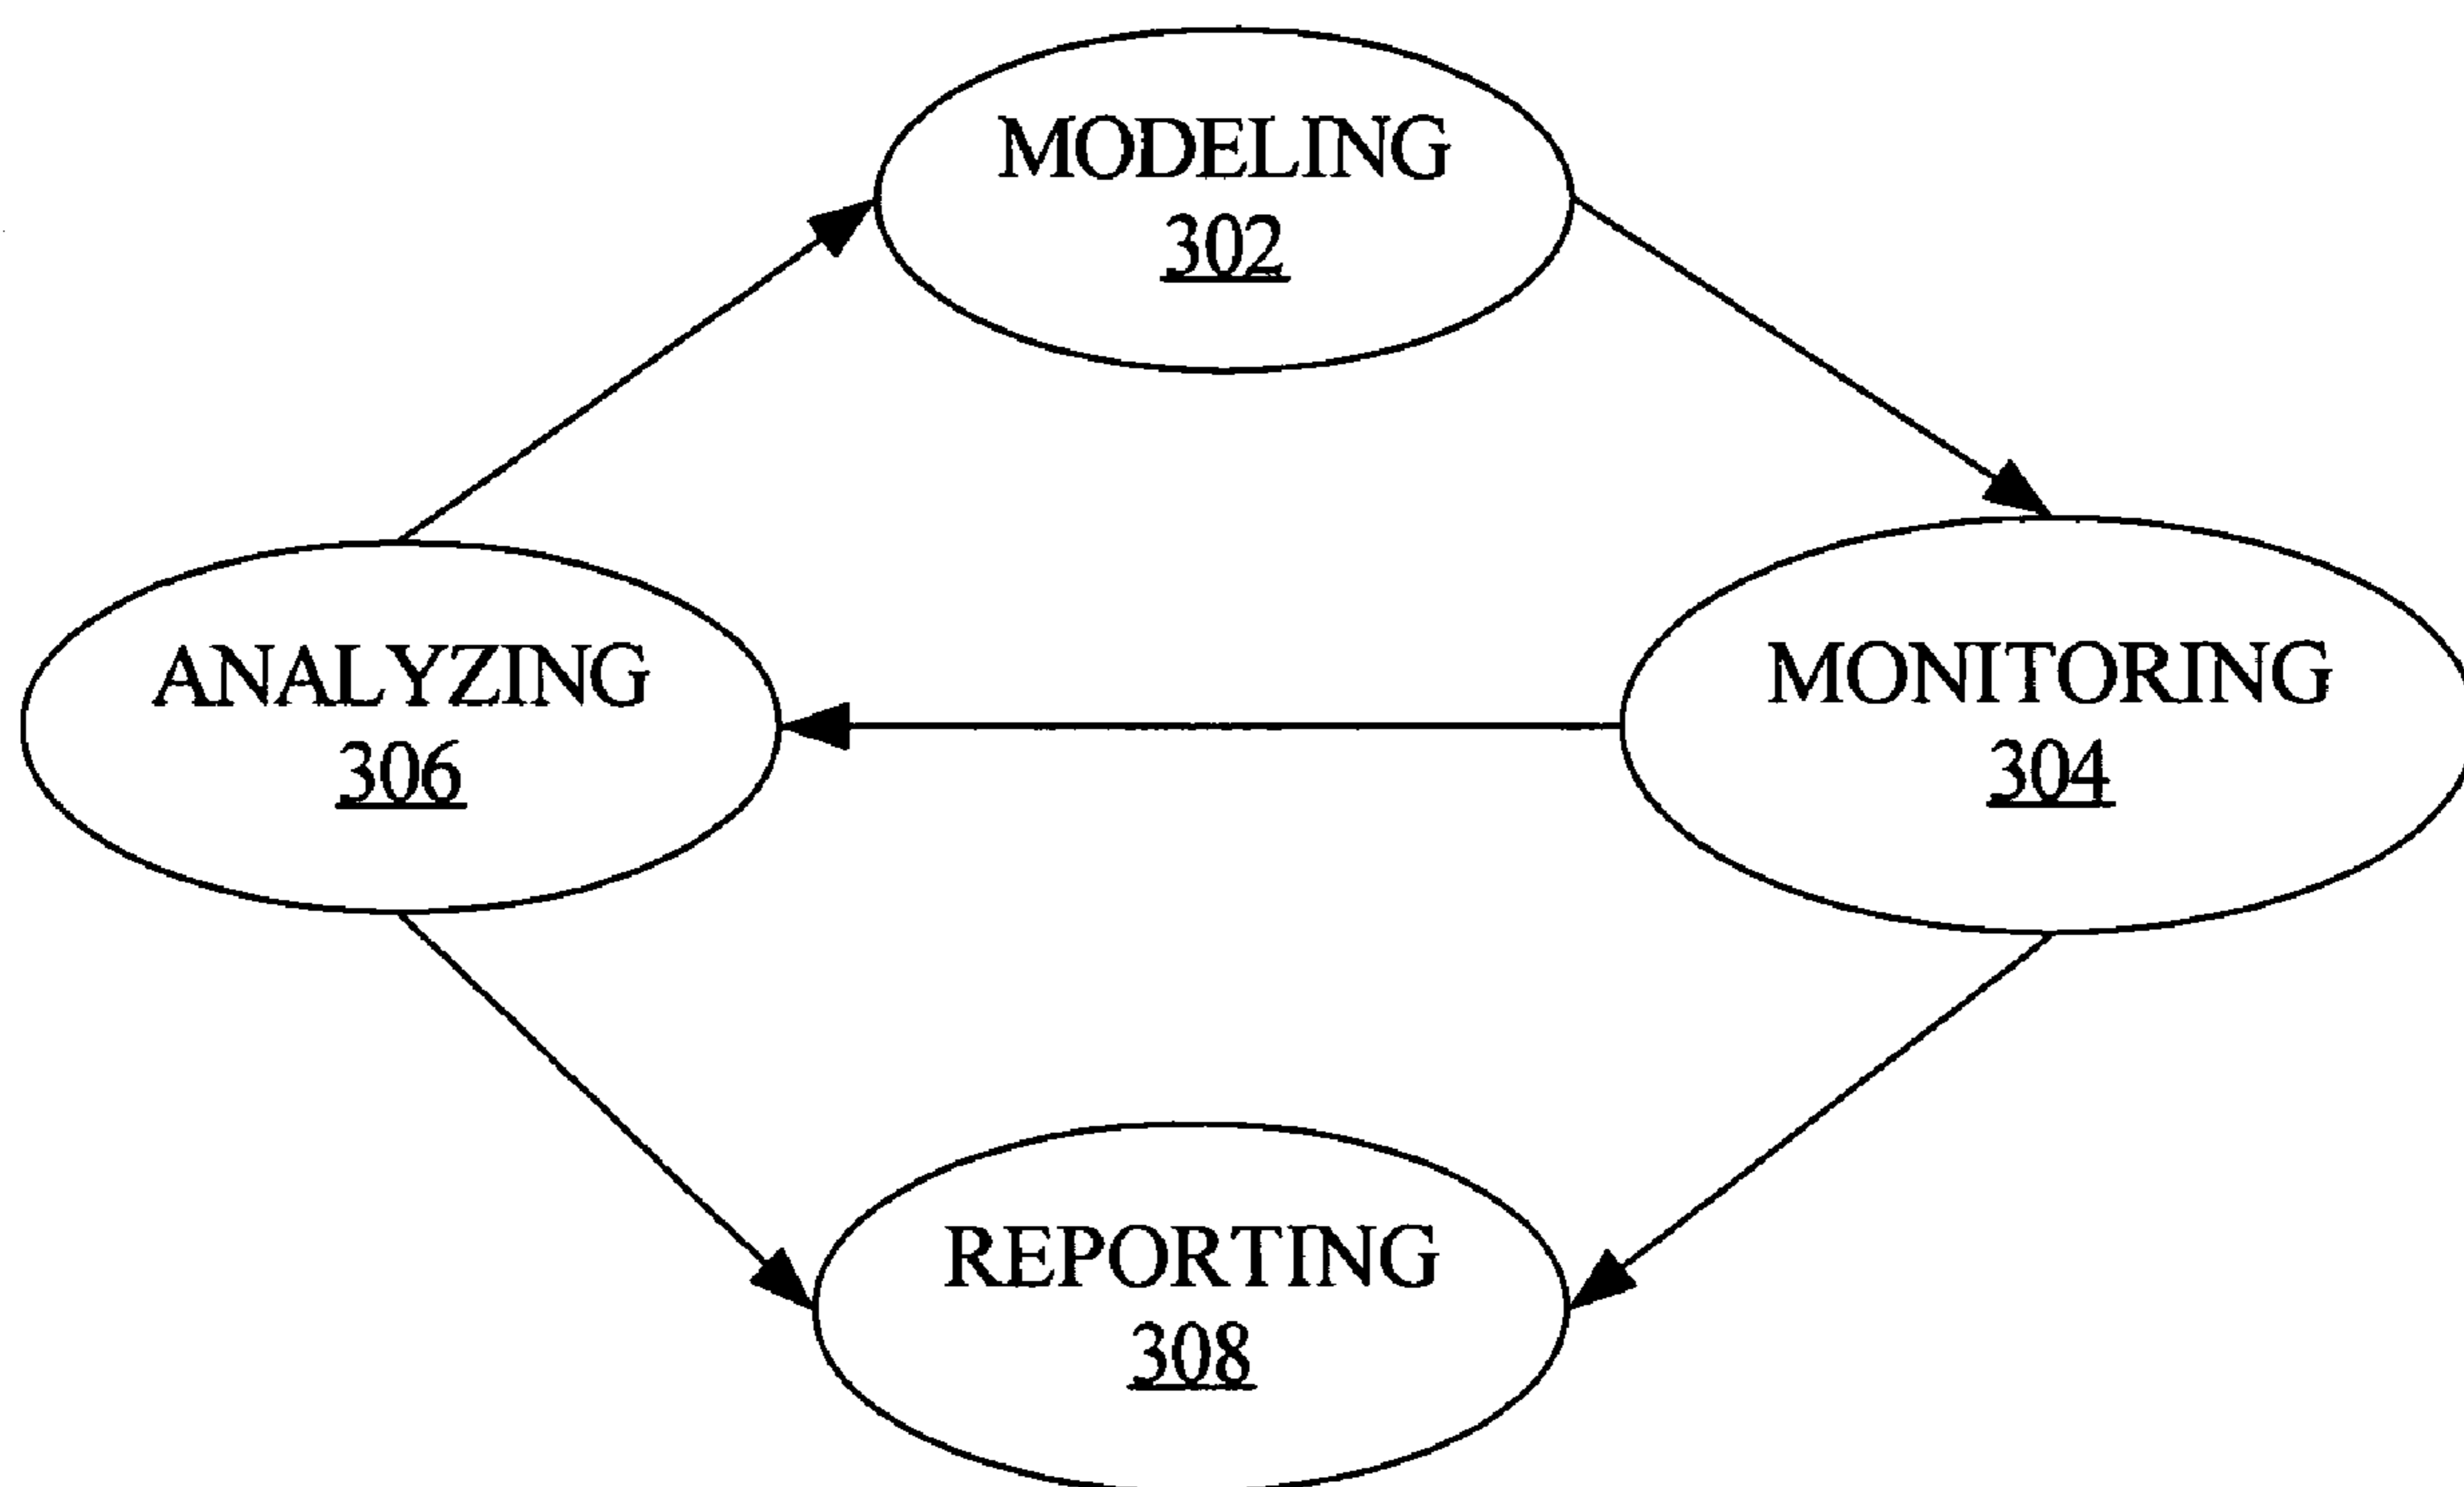 MODELING
302
ANALYZING
306
MONITORING
304
REPORTING
308